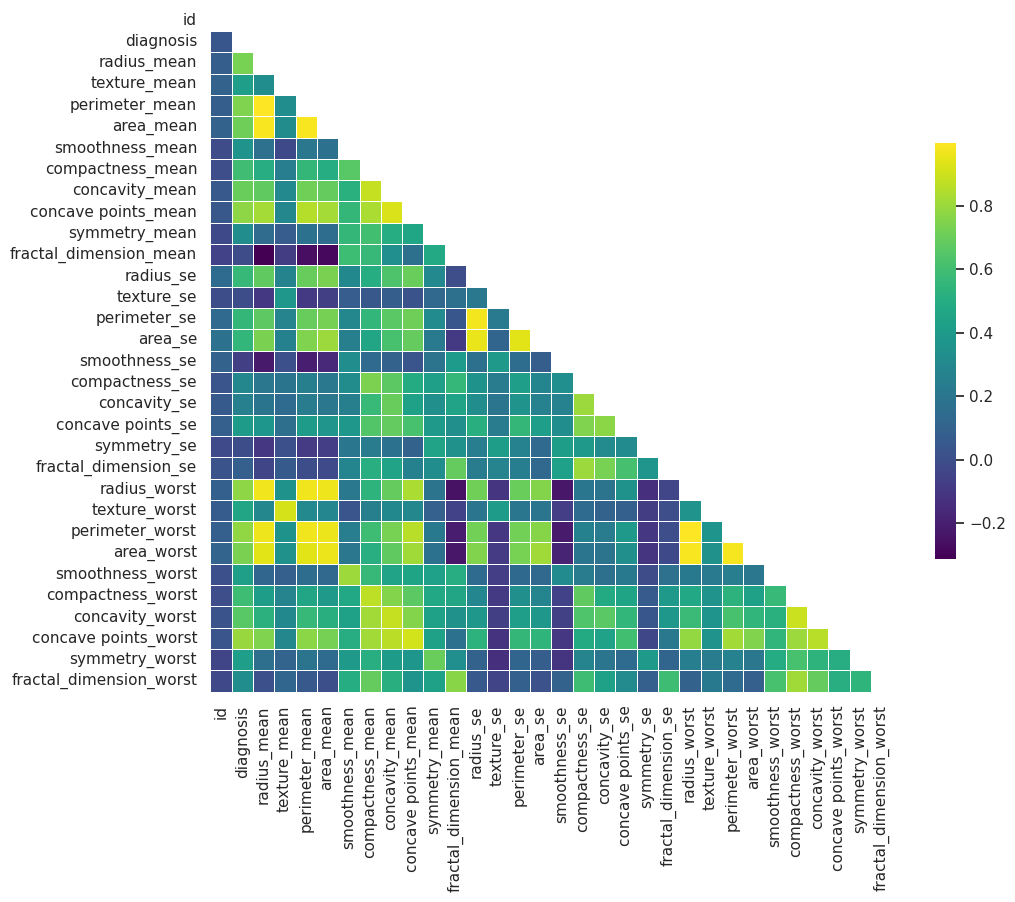 id
diagnosis
radius_mean
texture_mean
perimeter_mean
area_mean
smoothness_mean
compactness_mean
concavity_mean
concave points_mean
symmetry_mean
fractal_dimension_mean
radius_se
texture_se
perimeter_se
area_se
smoothness_se
compactness_se
concavity_se
concave points_se
symmetry_se
fractal_dimension_se
radius_worst
texture_worst
perimeter_worst
area_worst
smoothness_worst
compactness_worst
concavity_worst
concave points_worst
symmetry_worst
fractal_dimension_worst
id
diagnosis
radius_mean
texture_mean
perimeter_mean
area_mean
smoothness_mean
compactness_mean
concavity_mean
concave points_mean
symmetry_mean
fractal_dimension_mean
radius_se
texture_se
perimeter_se
area_se
smoothness_se
compactness_se
concavity_se
concave points_se
symmetry_se
fractal_dimension_se
radius_worst
texture_worst
perimeter_worst
area_worst
smoothness_worst
compactness_worst
concavity_worst
concave points_worst
symmetry_worst
fractal_dimension_worst
0.8
0.6
0.4
0.2
0.0
−0.2